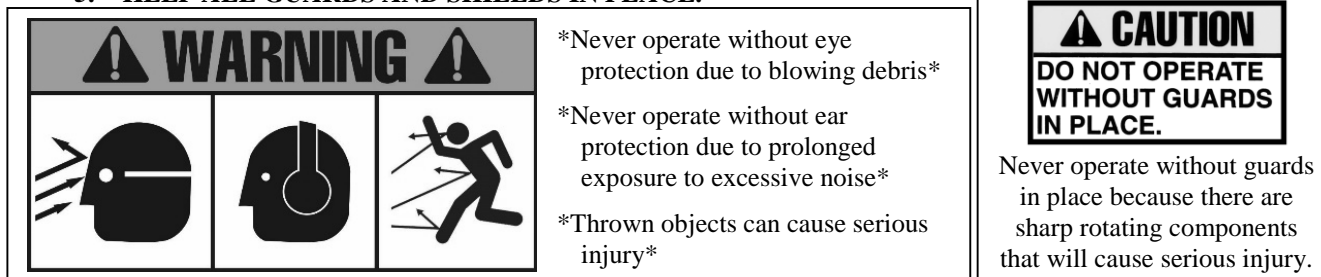 WARNING
*Never operate without eye
protection due to blowing debris*
*Never operate without ear
protection due to prolonged
exposure to excessive noise*
*Thrown objects can cause serious
injury*
CAUTION
DO NOT OPERATE
WITHOUT GUARDS
IN PLACE.
Never operate without guards
in place because there are
sharp rotating components
that will cause serious injury.